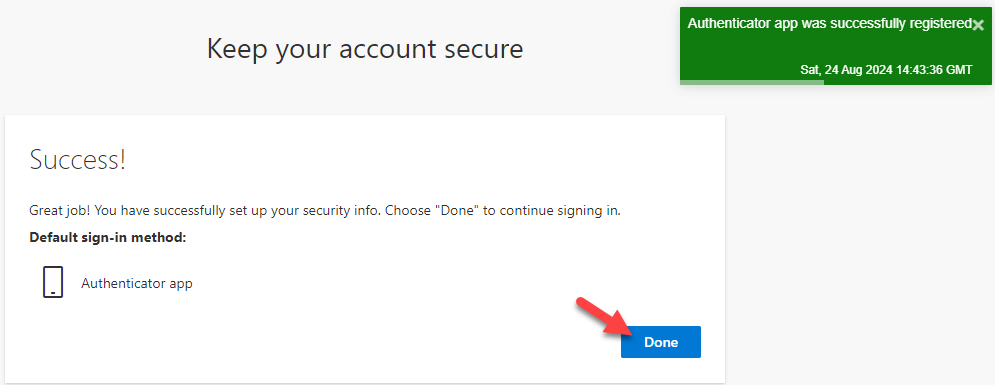 Authenticator app was successfully registered
Sat, 24 Aug 2024 14:43:36 GMT
Keep your account secure
Success!
Great job! You have successfully set up your security info. Choose "Done" to continue signing in.
Default sign-in method:
Authenticator app
Done